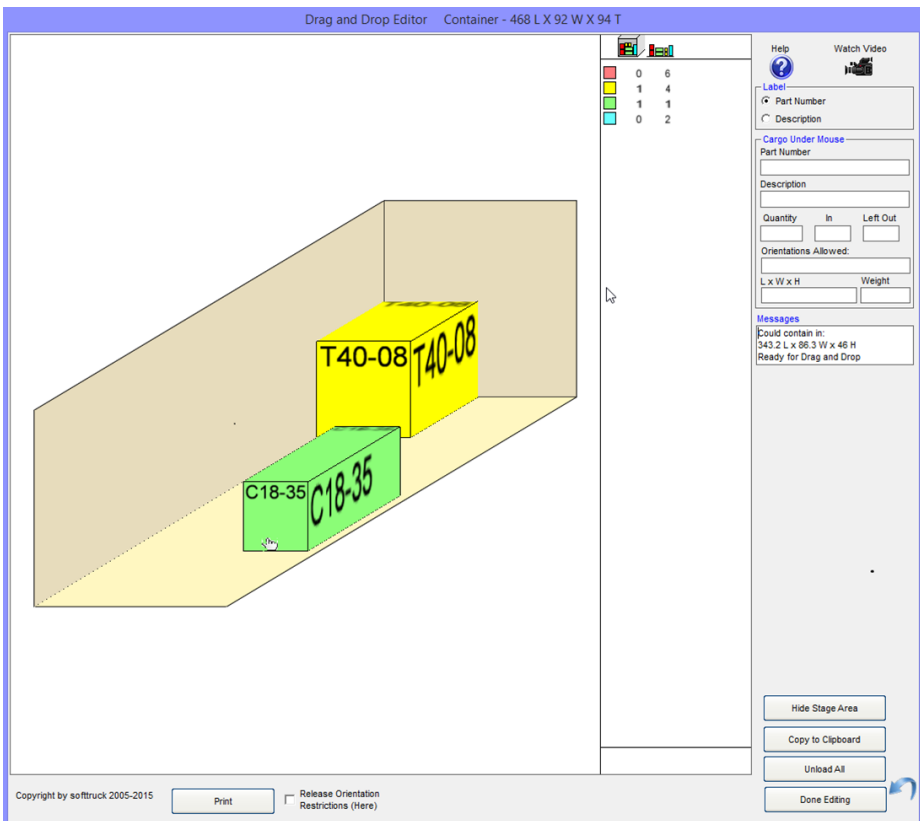 Drag and Drop Editor Container - 468 L X 92 W X 94 T
0 6
1 4
1 1
0 2
Help Watch Video
Label
Part Number
Description
Cargo Under Mouse
Part Number
Description
Quantity In Left Out
Orientations Allowed:
L x W x H Weight
Messages
Could contain in:
343.2 L x 86.3 W x 46 H
Ready for Drag and Drop
T40-08
T40-08
T40-08
C18-35
C18-35
Hide Stage Area
Copy to Clipboard
Unload All
Done Editing
Copyright by softtruck 2005-2015
Print
Release Orientation
Restrictions (Here)